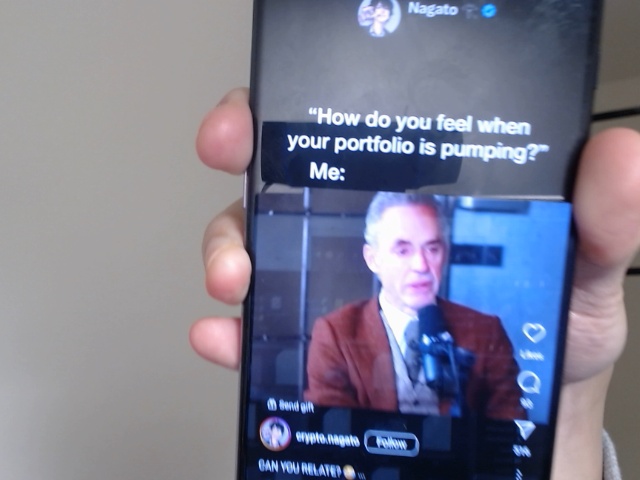 Nagato
“How do you feel when
your portfolio is pumping?”
Me:
Likes
Send gift
crypto.nagato Follow
CAN YOU RELATE?